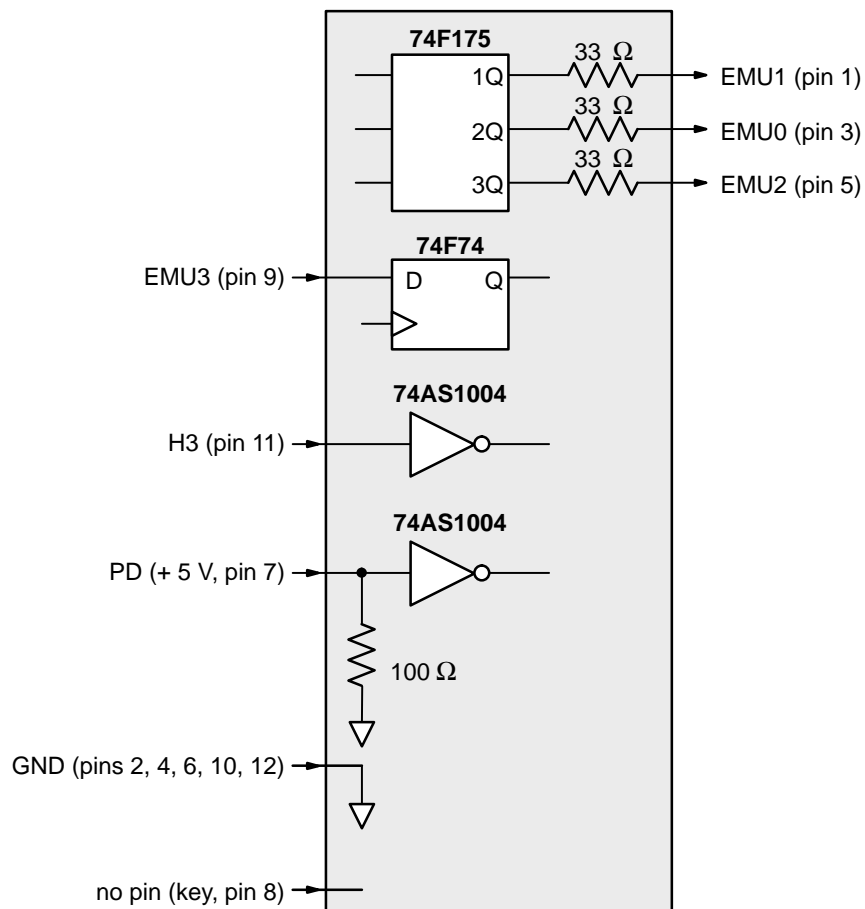 74F175
1Q 33 Ω EMU1 (pin 1)
2Q 33 Ω EMU0 (pin 3)
3Q 33 Ω EMU2 (pin 5)
74F74
EMU3 (pin 9) D Q
74AS1004
H3 (pin 11)
74AS1004
PD (+ 5 V, pin 7)
100 Ω
GND (pins 2, 4, 6, 10, 12)
no pin (key, pin 8)